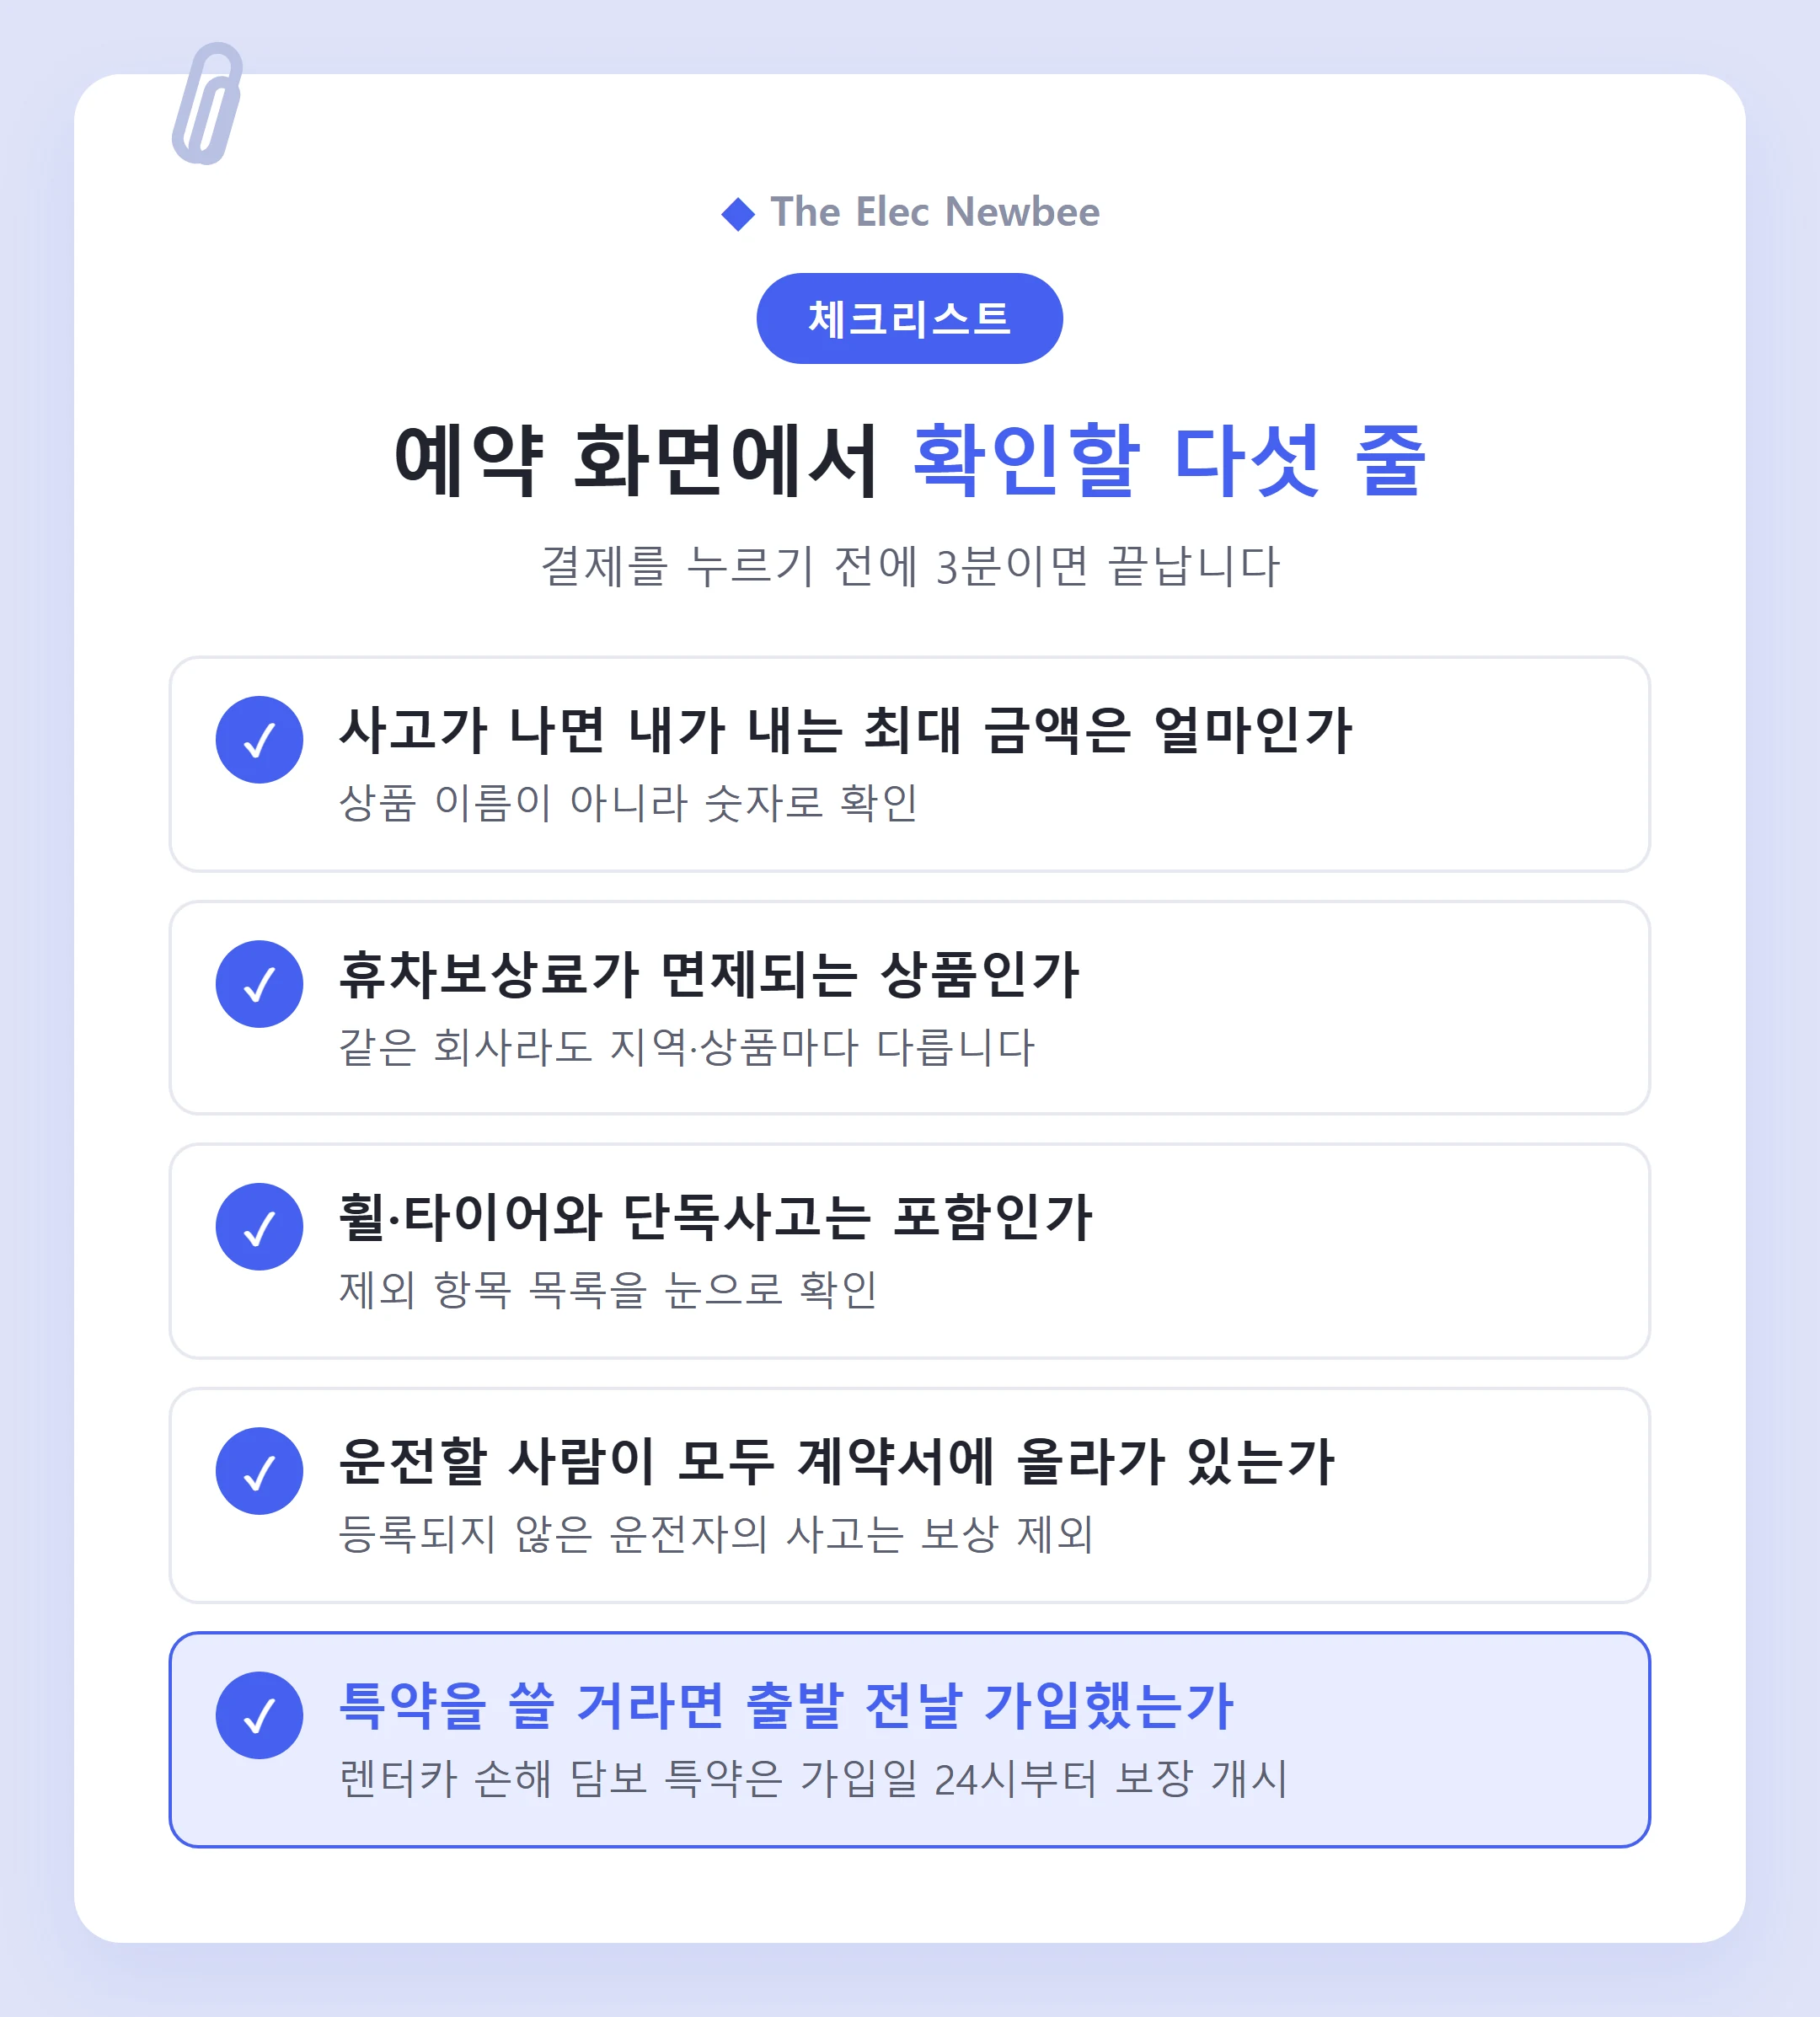 The Elec Newbee
체크리스트
예약 화면에서 확인할 다섯 줄
결제를 누르기 전에 3분이면 끝납니다
사고가 나면 내가 내는 최대 금액은 얼마인가
상품 이름이 아니라 숫자로 확인
휴차보상료가 면제되는 상품인가
같은 회사라도 지역·상품마다 다릅니다
휠·타이어와 단독사고는 포함인가
제외 항목 목록을 눈으로 확인
운전할 사람이 모두 계약서에 올라가 있는가
등록되지 않은 운전자의 사고는 보상 제외
특약을 쓸 거라면 출발 전날 가입했는가
렌터카 손해 담보 특약은 가입일 24시부터 보장 개시